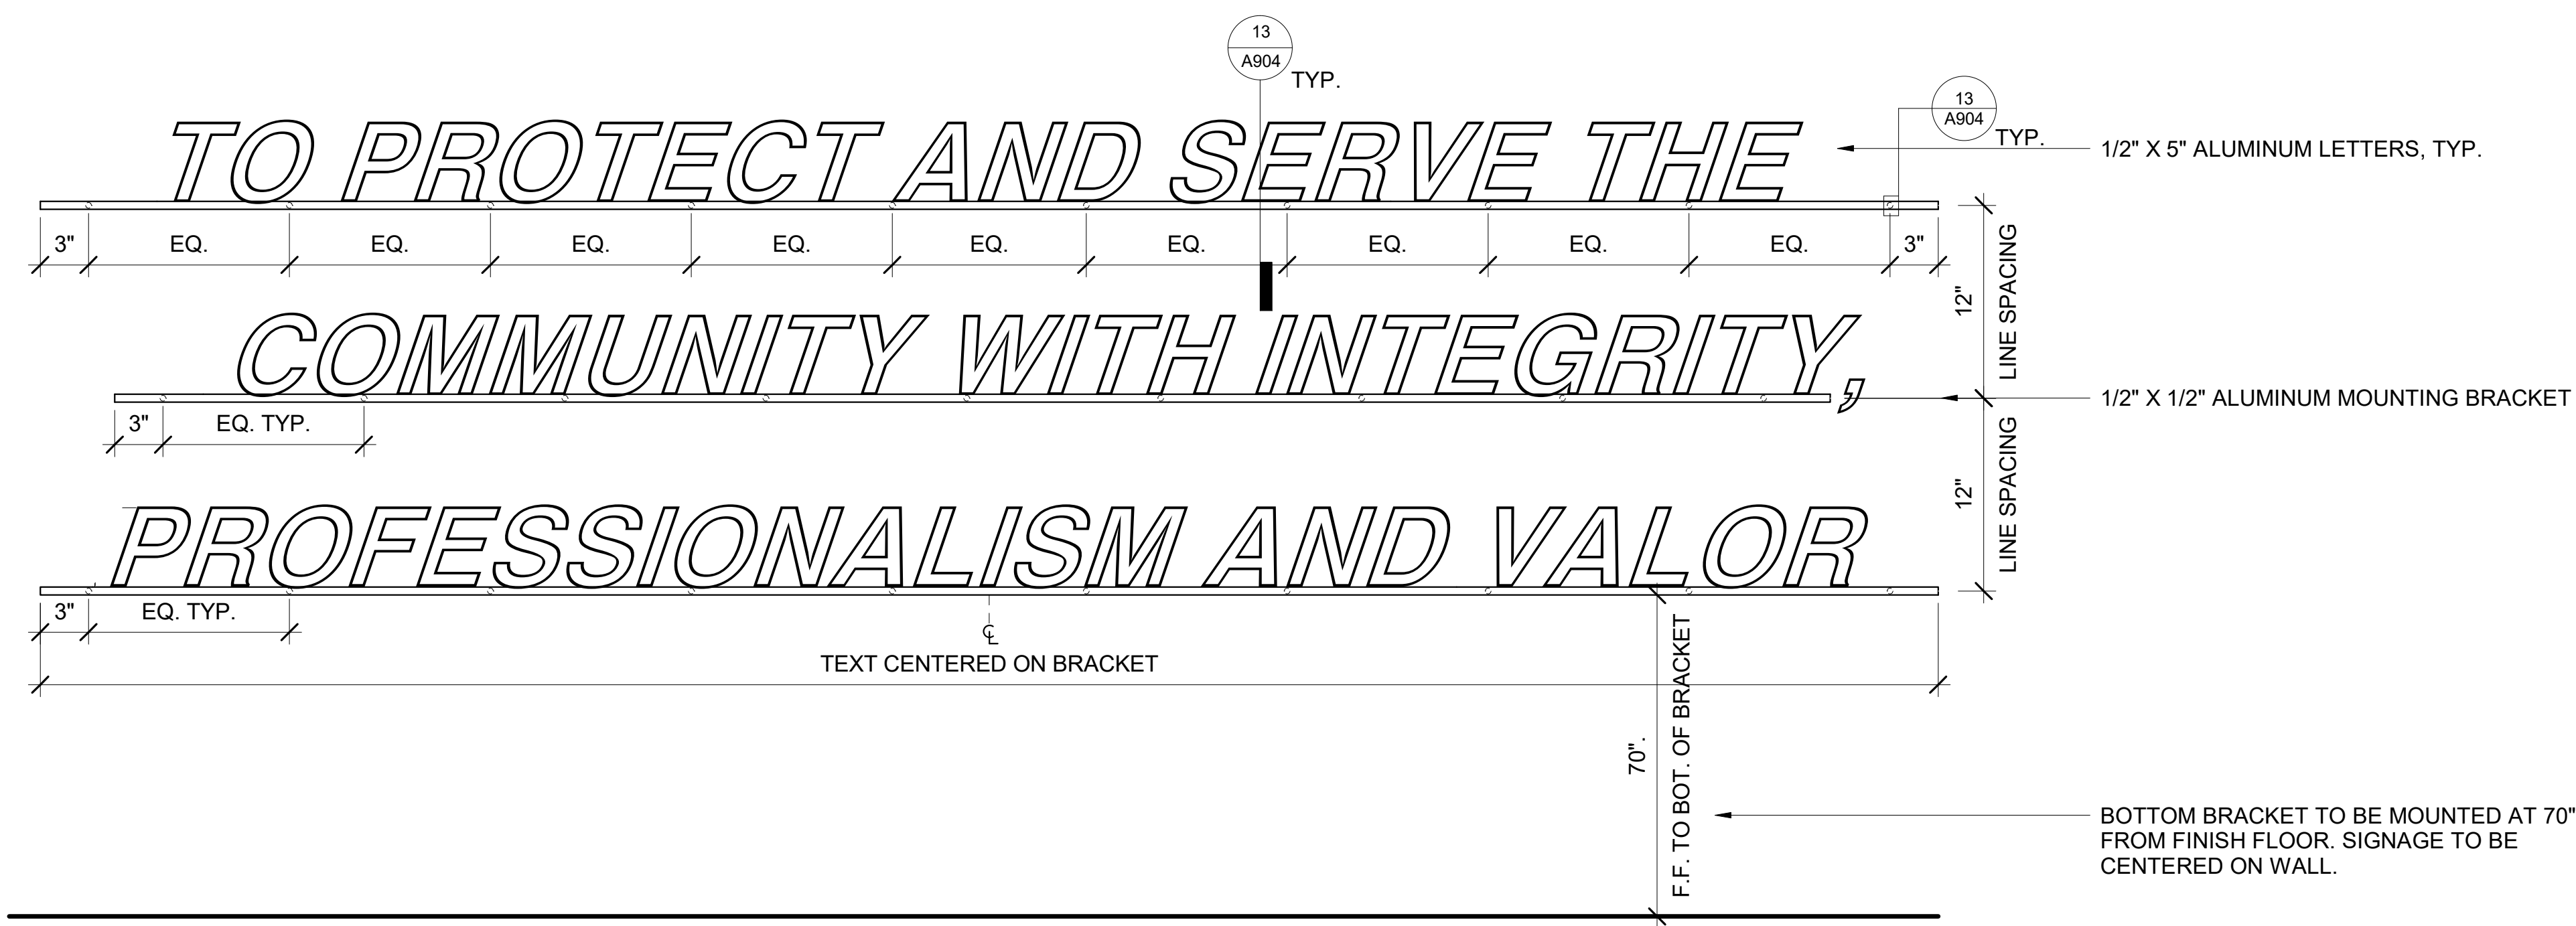 13
A904
TYP.
13
A904
TYP.
TO PROTECT AND SERVE THE
1/2" X 5" ALUMINUM LETTERS, TYP.
3" EQ. EQ. EQ. EQ. EQ. EQ. EQ. EQ. EQ. 3"
12"
LINE SPACING
COMMUNITY WITH INTEGRITY,
1/2" X 1/2" ALUMINUM MOUNTING BRACKET
3" EQ. TYP.
12"
LINE SPACING
PROFESSIONALISM AND VALOR
3" EQ. TYP.
℄
TEXT CENTERED ON BRACKET
70".
F.F. TO BOT. OF BRACKET
BOTTOM BRACKET TO BE MOUNTED AT 70"
FROM FINISH FLOOR. SIGNAGE TO BE
CENTERED ON WALL.